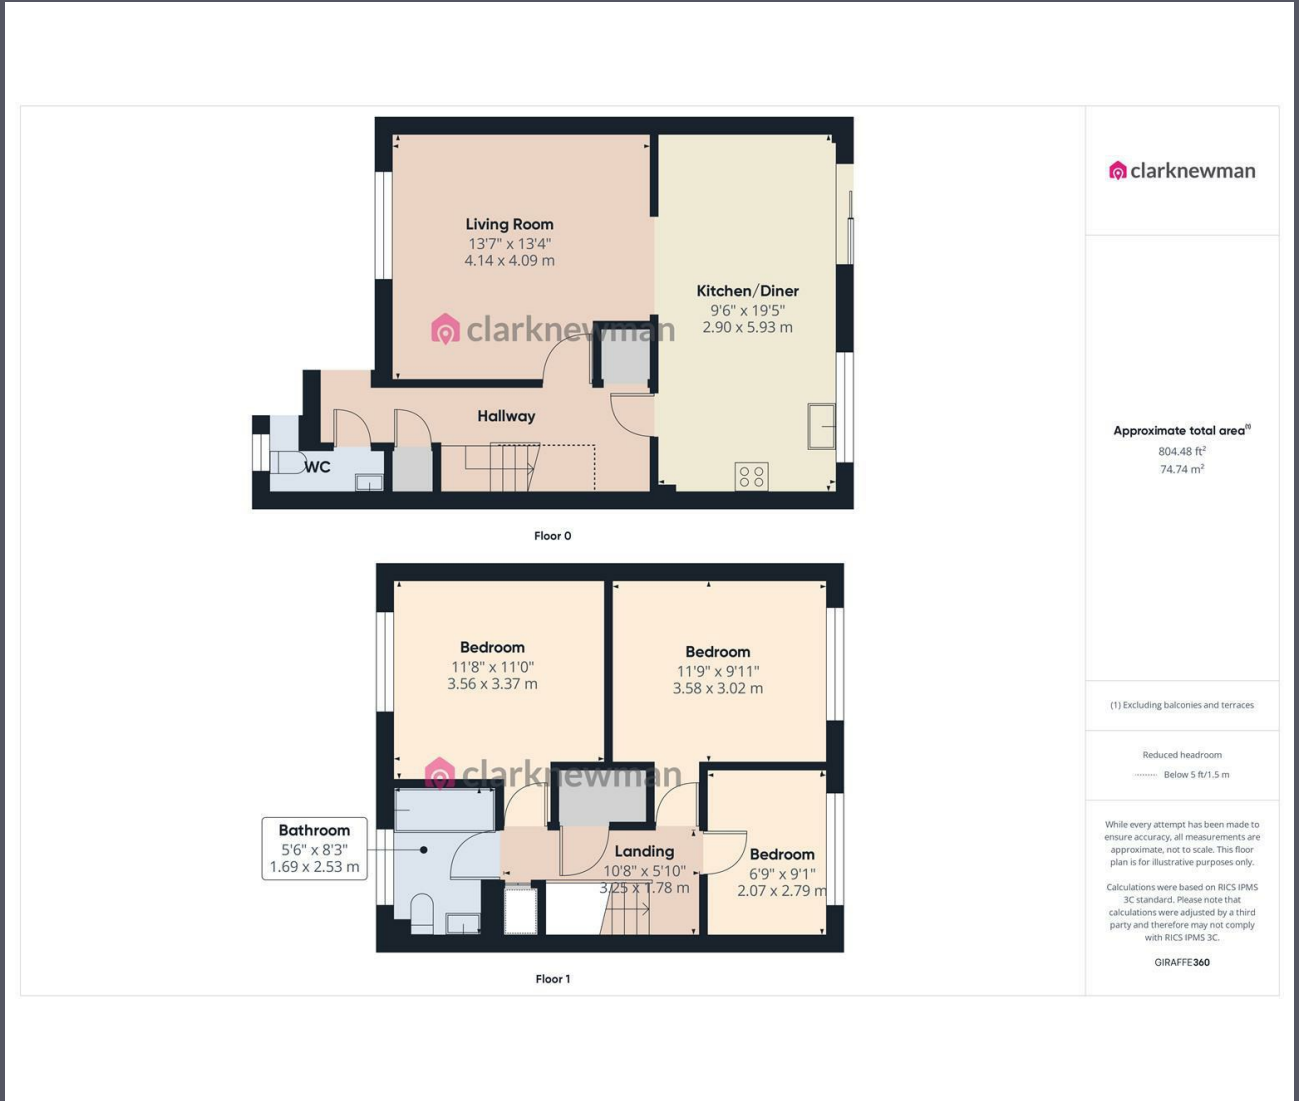 Living Room
13'7" x 13'4"
4.14 x 4.09 m
Kitchen/Diner
9'6" x 19'5"
2.90 x 5.93 m
clarknewman
Hallway
WC
Floor 0
Bedroom
11'8" x 11'0"
3.56 x 3.37 m
Bedroom
11'9" x 9'11"
3.58 x 3.02 m
clarknewman
Bathroom
5'6" x 8'3"
1.69 x 2.53 m
Landing
10'8" x 5'10"
3.25 x 1.78 m
Bedroom
6'9" x 9'1"
2.07 x 2.79 m
Floor 1
clarknewman
Approximate total area(1)
804.48 ft²
74.74 m²
(1) Excluding balconies and terraces
Reduced headroom
Below 5 ft/1.5 m
While every attempt has been made to
ensure accuracy, all measurements are
approximate, not to scale. This floor
plan is for illustrative purposes only.
Calculations were based on RICS IPMS
3C standard. Please note that
calculations were adjusted by a third
party and therefore may not comply
with RICS IPMS 3C.
GIRAFFE360